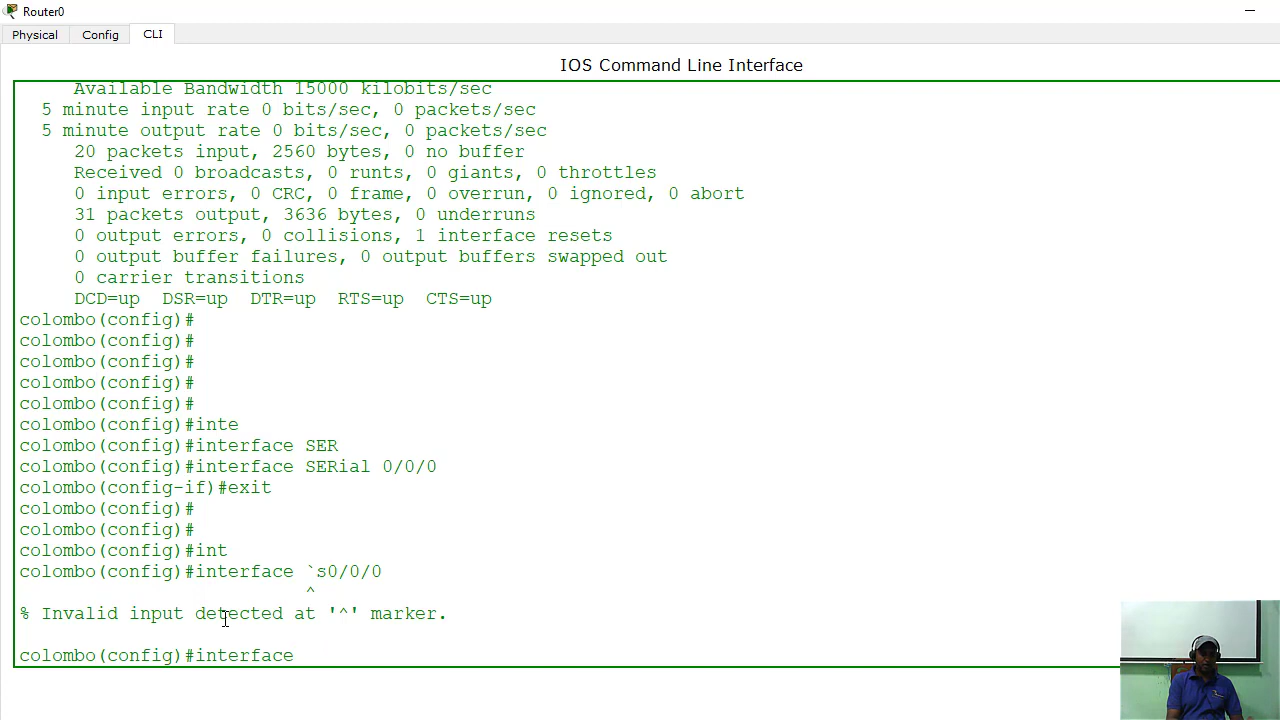 Router0
Physical Config CLI
IOS Command Line Interface
Available Bandwidth 15000 kilobits/sec
5 minute input rate 0 bits/sec, 0 packets/sec
5 minute output rate 0 bits/sec, 0 packets/sec
20 packets input, 2560 bytes, 0 no buffer
Received 0 broadcasts, 0 runts, 0 giants, 0 throttles
0 input errors, 0 CRC, 0 frame, 0 overrun, 0 ignored, 0 abort
31 packets output, 3636 bytes, 0 underruns
0 output errors, 0 collisions, 1 interface resets
0 output buffer failures, 0 output buffers swapped out
0 carrier transitions
DCD=up DSR=up DTR=up RTS=up CTS=up
colombo(config)#
colombo(config)#
colombo(config)#
colombo(config)#
colombo(config)#
colombo(config)#inte
colombo(config)#interface SER
colombo(config)#interface SERial 0/0/0
colombo(config-if)#exit
colombo(config)#
colombo(config)#
colombo(config)#int
colombo(config)#interface `s0/0/0
^
% Invalid input detected at '^' marker.
colombo(config)#interface